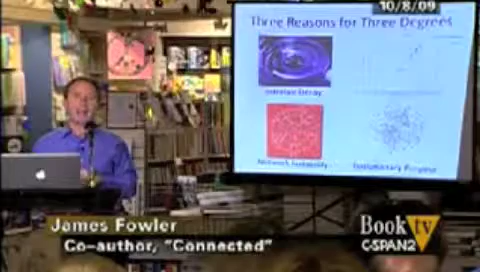 10/8/09
Three Reasons for Three Degrees
Intrinsic Decay
Network Instability
Evolutionary Purpose
James Fowler
Co-author, "Connected"
Book tv
C-SPAN2